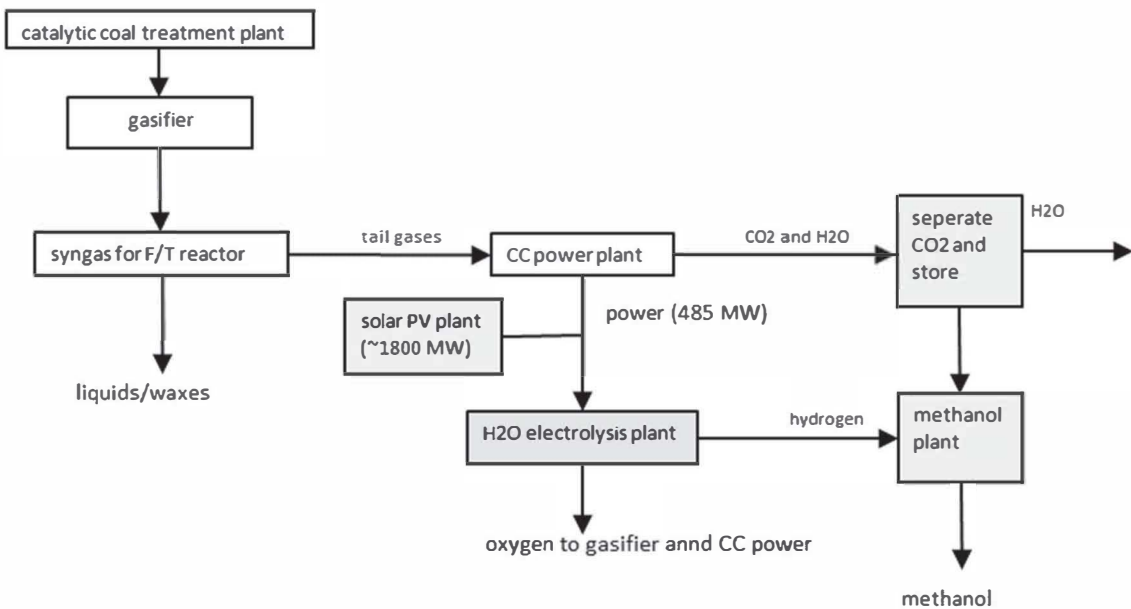 catalytic coal treatment plant
gasifier
syngas for F/T reactor
tail gases
CC power plant
CO2 and H2O
seperate
CO2 and
store
H2O
solar PV plant
(~1800 MW)
power (485 MW)
liquids/waxes
H2O electrolysis plant
hydrogen
methanol
plant
oxygen to gasifier annd CC power
methanol